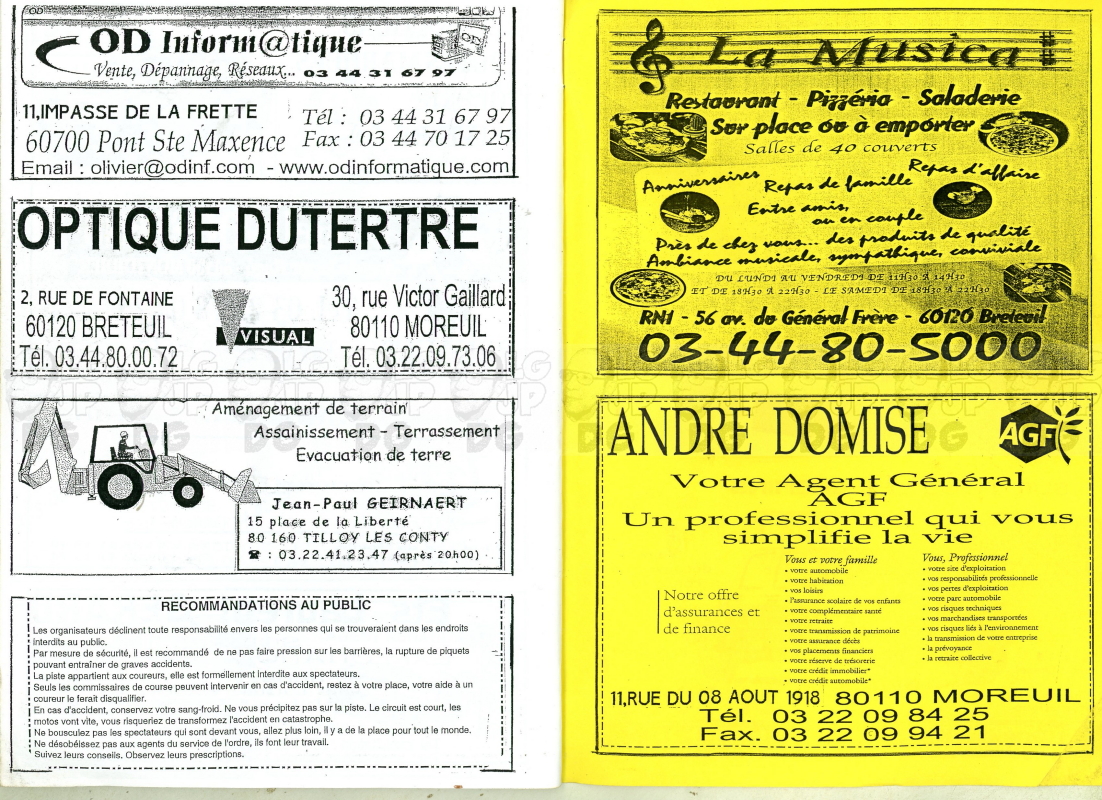 OD
OD Inform@tique
OD
Vente, Dépannage, Réseaux... 03 44 31 67 97
11,IMPASSE DE LA FRETTE
Tél : 03 44 31 67 97
60700 Pont Ste Maxence
Fax : 03 44 70 17 25
Email : olivier@odinf.com - www.odinformatique.com
OPTIQUE DUTERTRE
2, RUE DE FONTAINE
60120 BRETEUIL
Tél. 03.44.80.00.72
VISUAL
30, rue Victor Gaillard
80110 MOREUIL
Tél. 03.22.09.73.06
Aménagement de terrain
Assainissement - Terrassement
Evacuation de terre
Jean-Paul GEIRNAERT
15 place de la Liberté
80 160 TILLOY LES CONTY
☎ : 03.22.41.23.47 (après 20h00)
RECOMMANDATIONS AU PUBLIC
Les organisateurs déclinent toute responsabilité envers les personnes qui se trouveraient dans les endroits
interdits au public.
Par mesure de sécurité, il est recommandé de ne pas faire pression sur les barrières, la rupture de piquets
pouvant entraîner de graves accidents.
La piste appartient aux coureurs, elle est formellement interdite aux spectateurs.
Seuls les commissaires de course peuvent intervenir en cas d'accident, restez à votre place, votre aide à un
coureur le ferait disqualifier.
En cas d'accident, conservez votre sang-froid. Ne vous précipitez pas sur la piste. Le circuit est court, les
motos vont vite, vous risqueriez de transformez l'accident en catastrophe.
Ne bousculez pas les spectateurs qui sont devant vous, allez plus loin, il y a de la place pour tout le monde.
Ne désobéissez pas aux agents du service de l'ordre, ils font leur travail.
Suivez leurs conseils. Observez leurs prescriptions.
La Musica
Restaurant - Pizzéria - Saladerie
Sur place ou à emporter
Salles de 40 couverts
Anniversaires
Repas de famille
Repas d'affaire
Entre amis,
ou en couple
Près de chez vous... des produits de qualité
Ambiance musicale, sympathique, conviviale
DU LUNDI AU VENDREDI DE 11H30 À 14H30
ET DE 18H30 À 22H30 - LE SAMEDI DE 18H30 À 22H30
RN1 - 56 av. du Général Frère - 60120 Breteuil
03-44-80-5000
ANDRE DOMISE
AGF
Votre Agent Général
AGF
Un professionnel qui vous
simplifie la vie
Notre offre
d'assurances et
de finance
Vous et votre famille
• votre automobile
• votre habitation
• vos loisirs
• l'assurance scolaire de vos enfants
• votre complémentaire santé
• votre retraite
• votre transmission de patrimoine
• votre assurance décès
• vos placements financiers
• votre réserve de trésorerie
• votre crédit immobilier*
• votre crédit automobile*
Vous, Professionnel
• votre site d'exploitation
• vos responsabilités professionnelle
• vos pertes d'exploitation
• votre parc automobile
• vos risques techniques
• vos marchandises transportées
• vos risques liés à l'environnement
• la transmission de votre entreprise
• la prévoyance
• la retraite collective
11,RUE DU 08 AOUT 1918 80110 MOREUIL
Tél. 03 22 09 84 25
Fax. 03 22 09 94 21